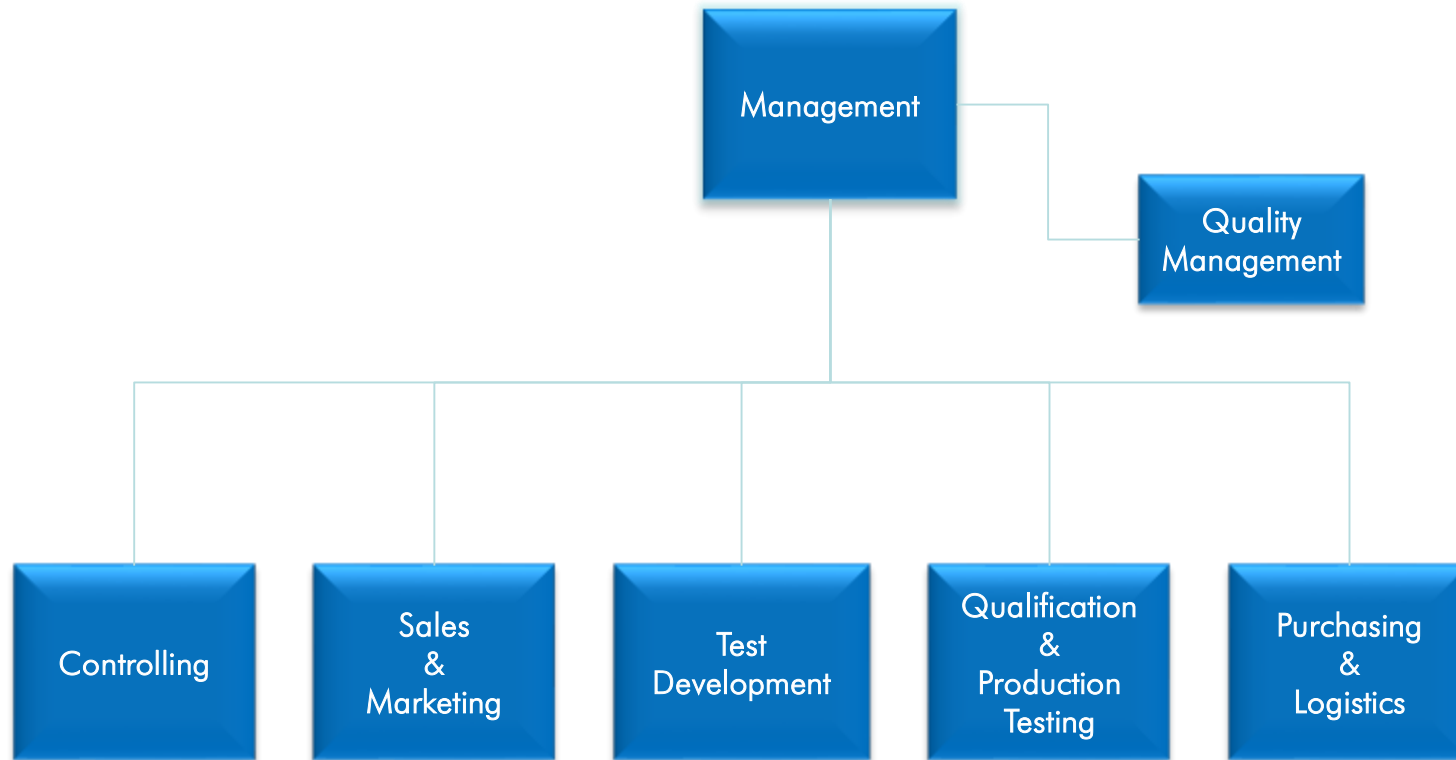 Management
Quality
Management
Controlling
Sales
&
Marketing
Test
Development
Qualification
&
Production
Testing
Purchasing
&
Logistics